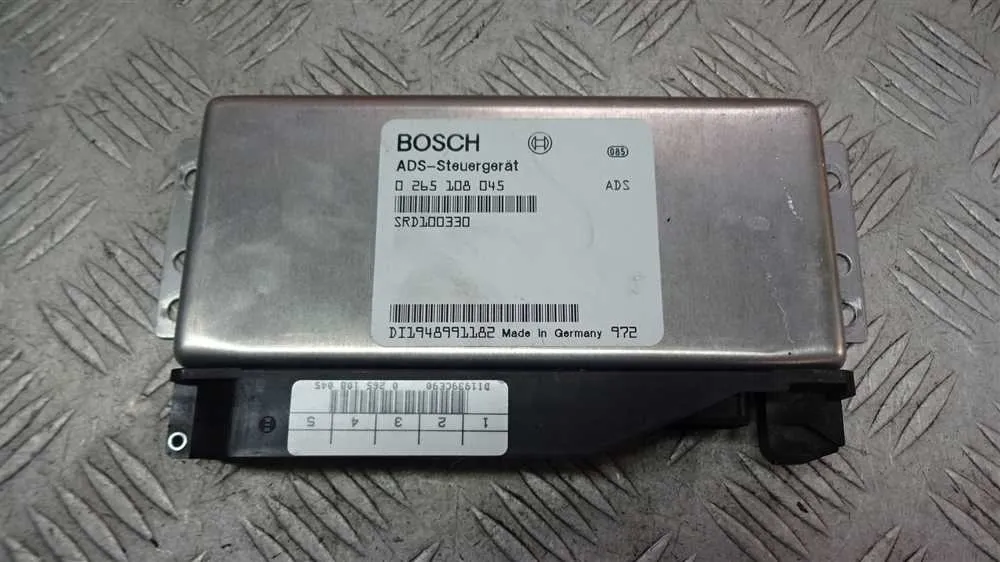 BOSCH
ADS-Steuergerät
0 265 108 045 ADS
SRD100330
DI1948991182 Made in Germany 972
DI1939CE90 0 265 108 045
1 2 3 4 5